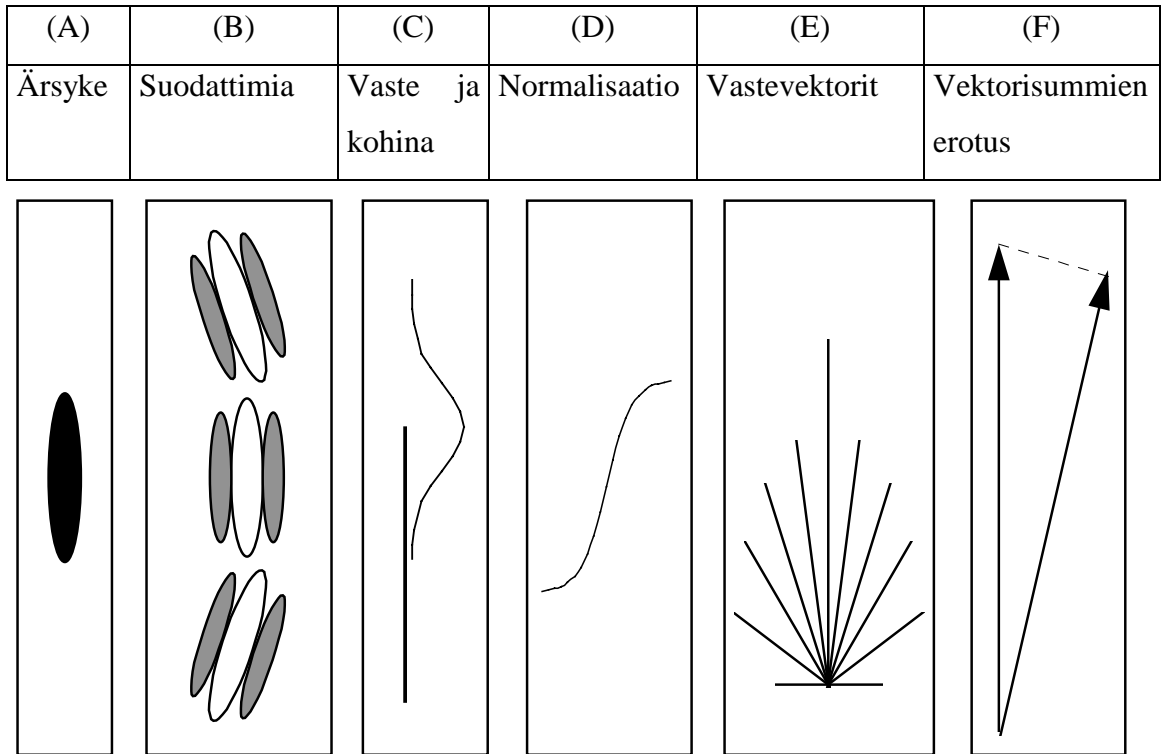 (A) (B) (C) (D) (E) (F)
Ärsyke Suodattimia Vaste ja Normalisaatio Vastevektorit Vektorisummien
kohina erotus